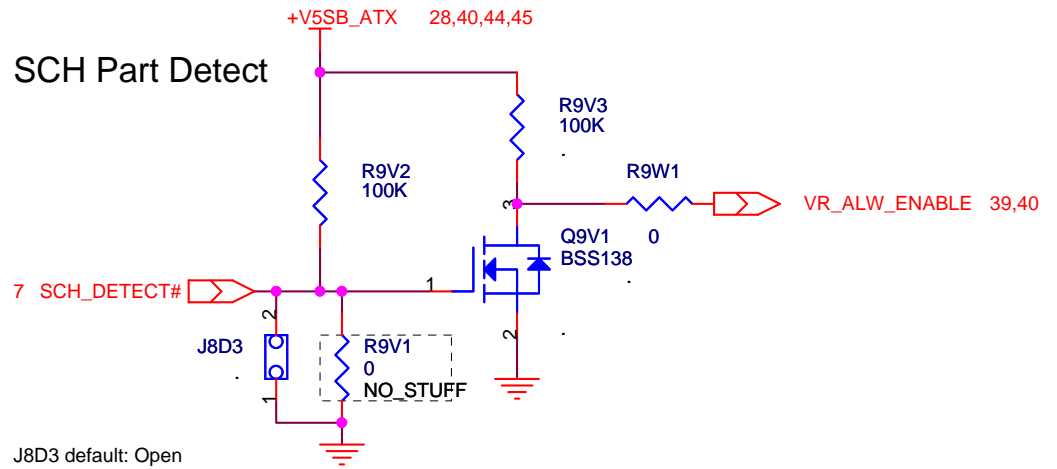 +V5SB_ATX 28,40,44,45
SCH Part Detect
R9V3
100K
R9V2
100K
R9W1
0
3
VR_ALW_ENABLE 39,40
Q9V1
BSS138
1
7 SCH_DETECT#
2
2
J8D3
R9V1
0
NO_STUFF
1
J8D3 default: Open